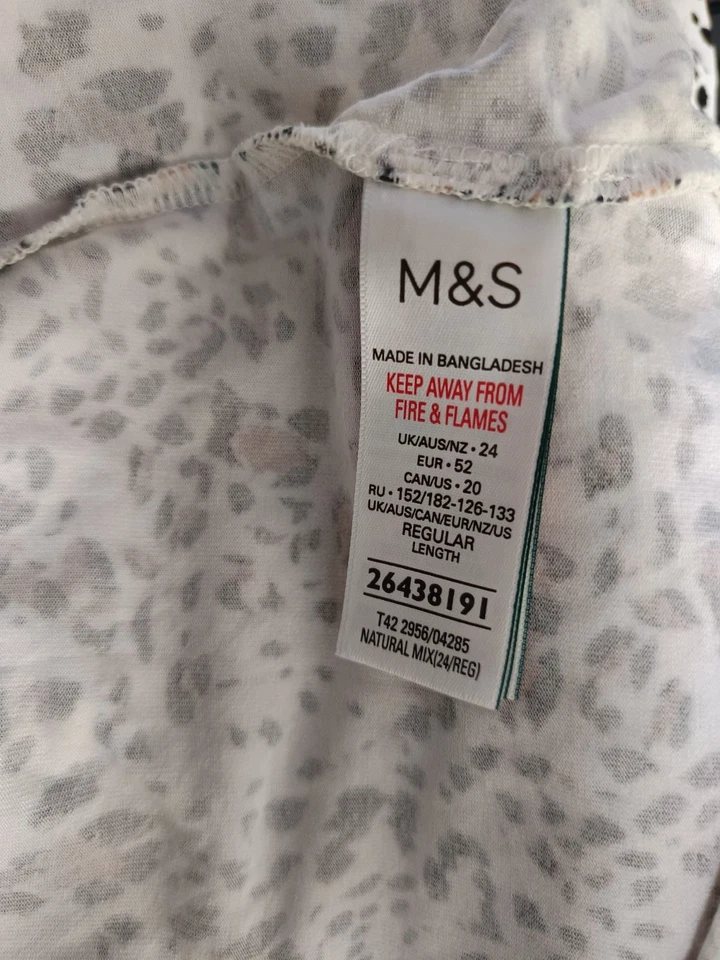 M&S
MADE IN BANGLADESH
KEEP AWAY FROM
FIRE & FLAMES
UK/AUS/NZ • 24
EUR • 52
CAN/US • 20
RU • 152/182-126-133
UK/AUS/CAN/EUR/NZ/US
REGULAR
LENGTH
26438191
T42 2956/04285
NATURAL MIX(24/REG)